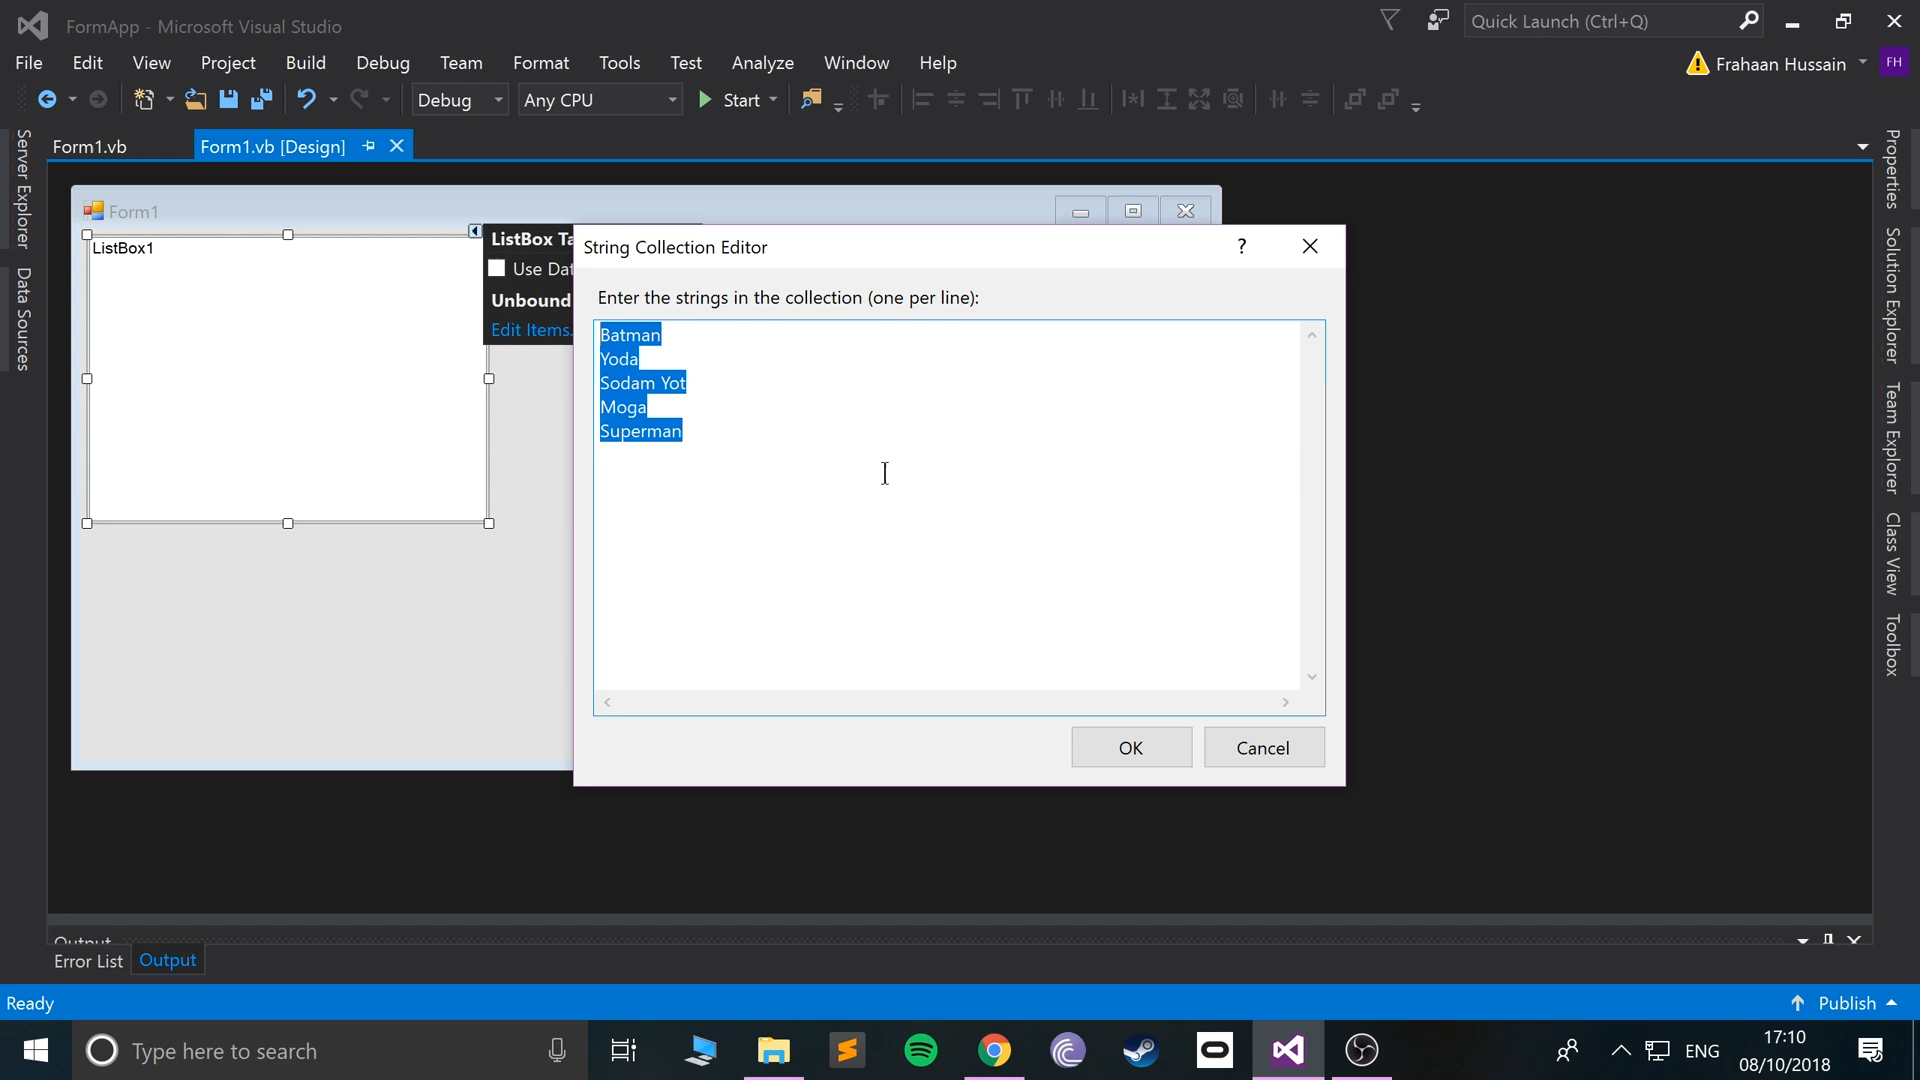 FormApp - Microsoft Visual Studio
Quick Launch (Ctrl+Q)
File Edit View Project Build Debug Team Format Tools Test Analyze Window Help
Frahaan Hussain FH
Debug Any CPU Start
Form1.vb Form1.vb [Design]
Server Explorer
Data Sources
Properties
Solution Explorer
Team Explorer
Class View
Toolbox
Form1
ListBox1
ListBox Ta
Use Dat
Unbound
Edit Items.
String Collection Editor
?
Enter the strings in the collection (one per line):
Batman
Yoda
Sodam Yot
Moga
Superman
OK Cancel
Output
Error List Output
Ready
Publish
Type here to search
ENG
17:10
08/10/2018